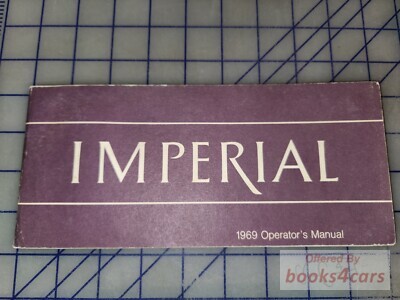 IMPERIAL
1969 Operator's Manual
Offered By
books4cars